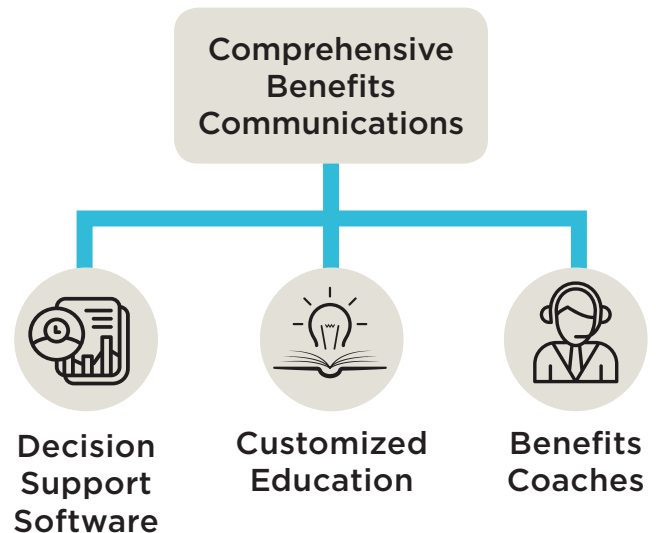 Comprehensive
Benefits
Communications
Decision
Support
Software
Customized
Education
Benefits
Coaches